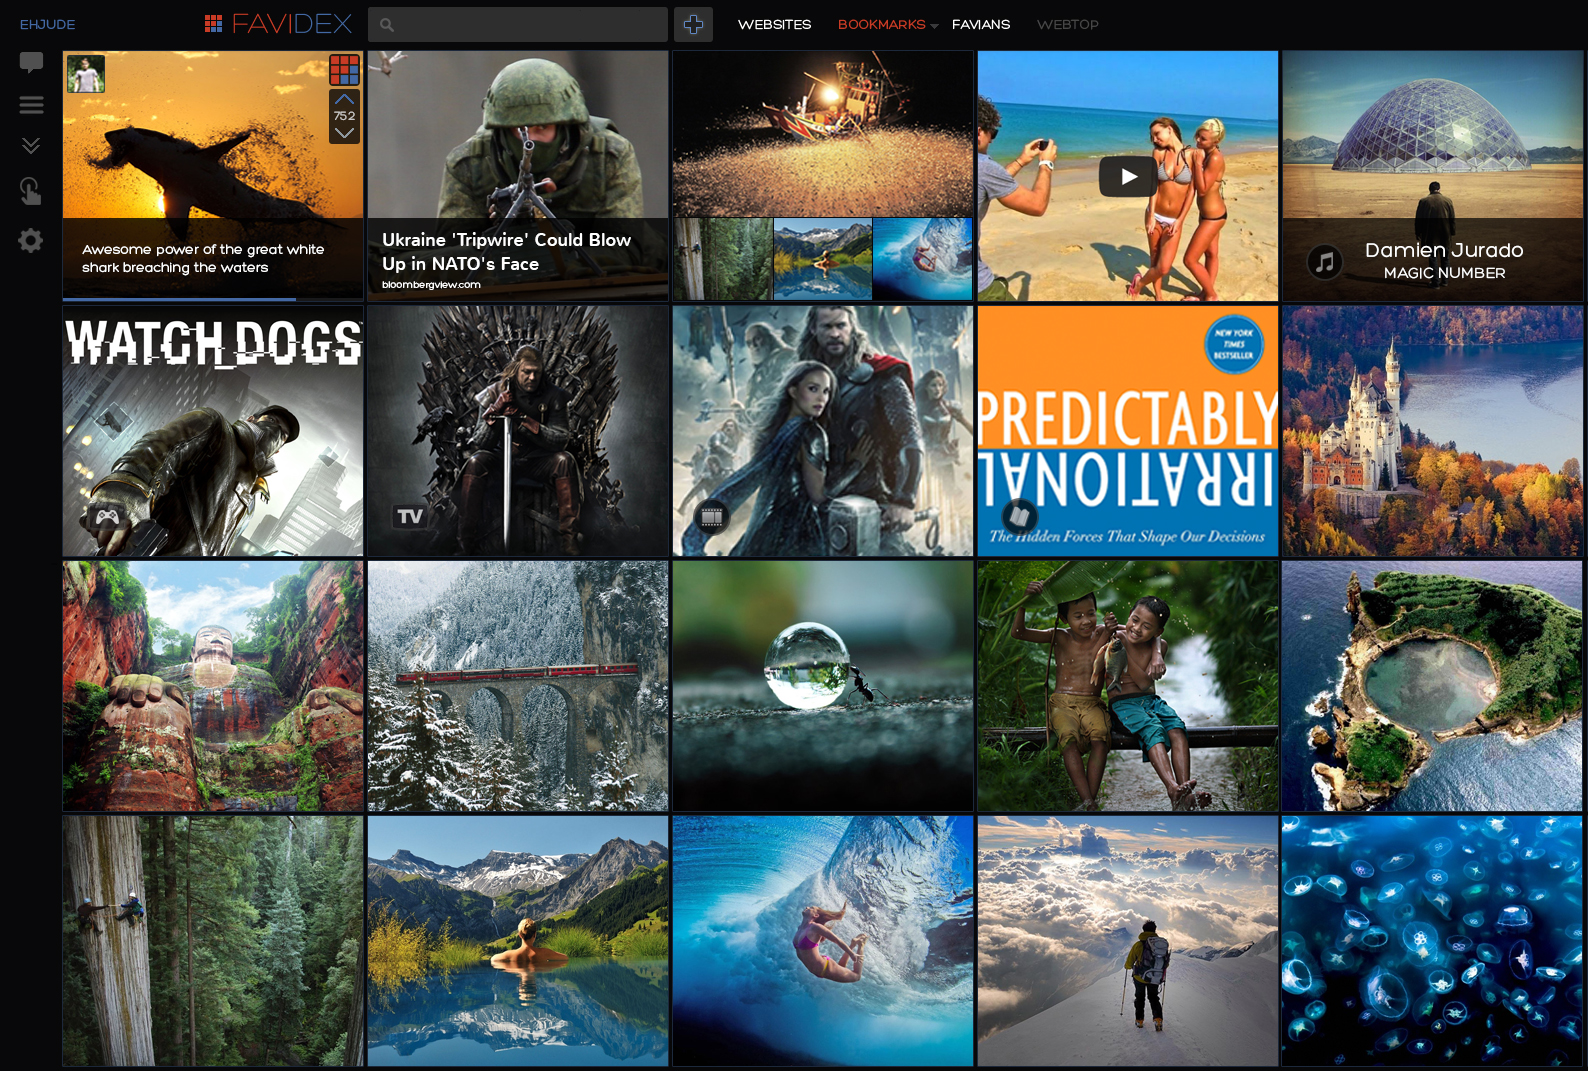 EHJUDE
FAVIDEX
WEBSITES
BOOKMARKS
FAVIANS
WEBTOP
752
Awesome power of the great white
shark breaching the waters
Ukraine 'Tripwire' Could Blow
Up in NATO's Face
bloombergview.com
Damien Jurado
MAGIC NUMBER
WATCH_DOGS
TV
NEW YORK
TIMES
BESTSELLER
PREDICTABLY
IRRATIONAL
The Hidden Forces That Shape Our Decisions